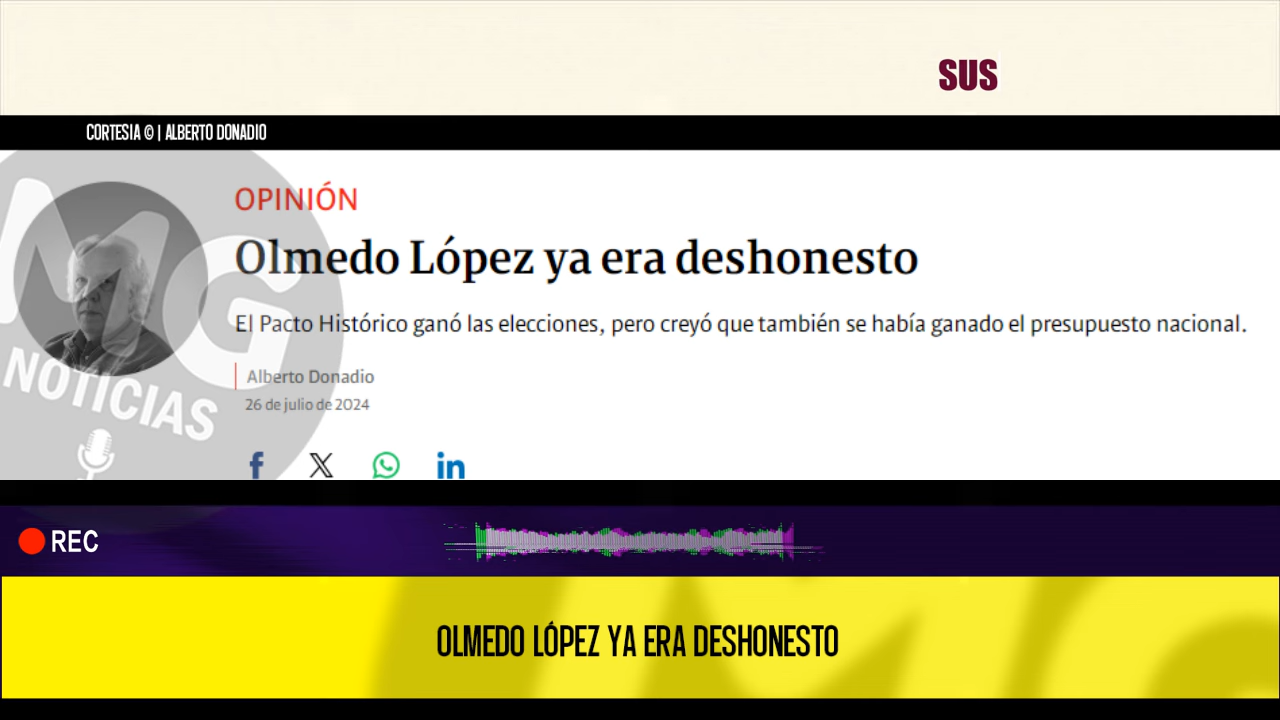 SUS
CORTESIA © | ALBERTO DONADIO
OPINIÓN
Olmedo López ya era deshonesto
El Pacto Histórico ganó las elecciones, pero creyó que también se había ganado el presupuesto nacional.
Alberto Donadio
26 de julio de 2024
MG
NOTICIAS
REC
OLMEDO LÓPEZ YA ERA DESHONESTO